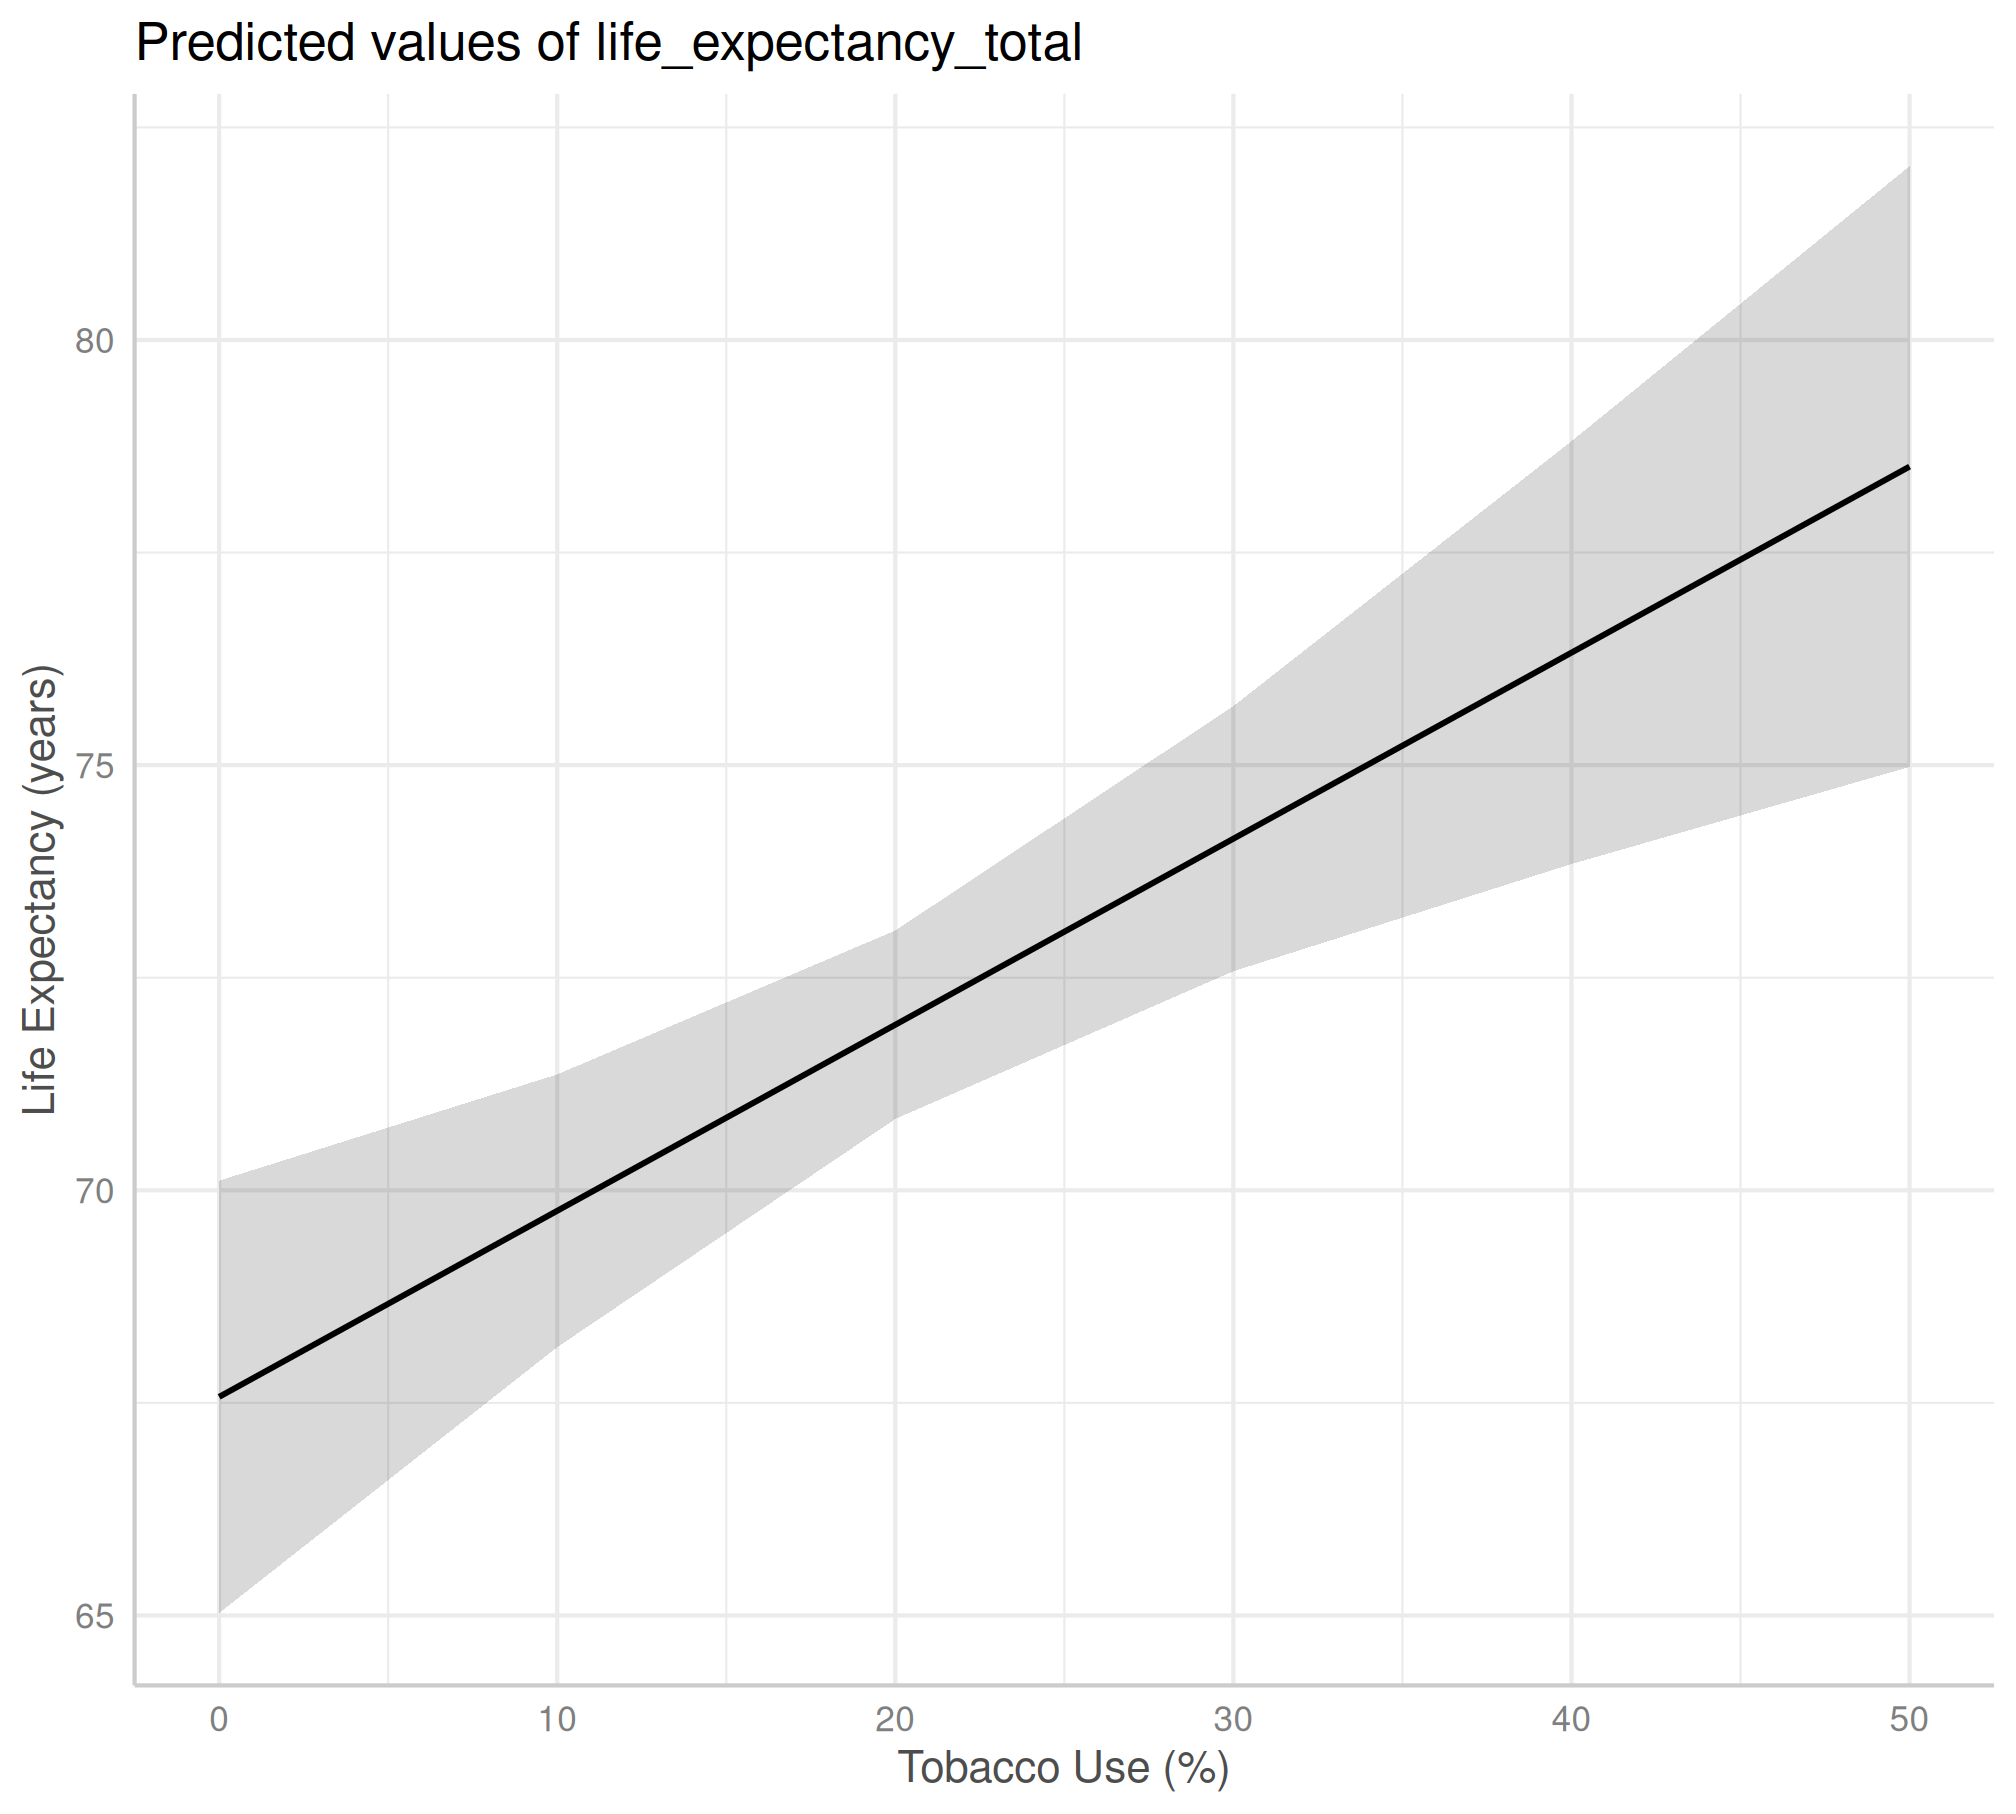 Predicted values of life_expectancy_total
Life Expectancy (years)
80
75
70
65
0 10 20 30 40 50
Tobacco Use (%)